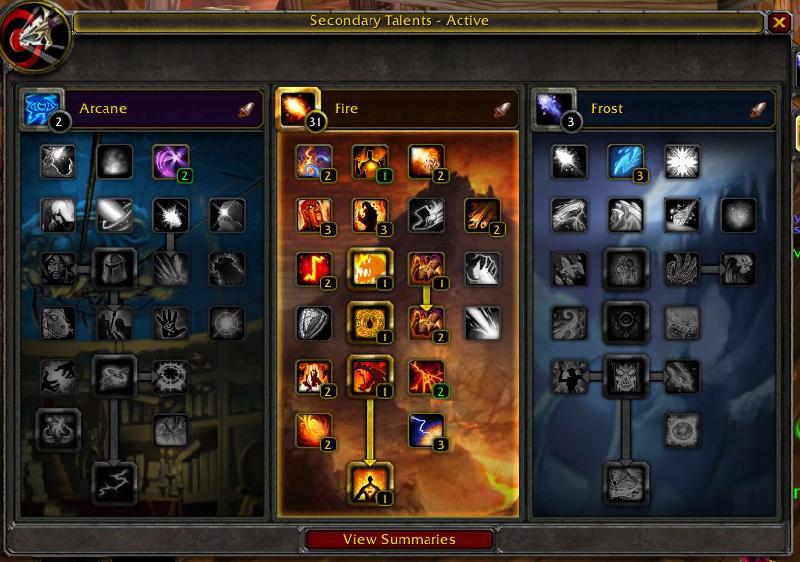 Secondary Talents - Active
2 Arcane
31 Fire
3 Frost
2
2 1 2
3
3 3 2
2 1 1
1 2
2 1 2
2 3
1
View Summaries